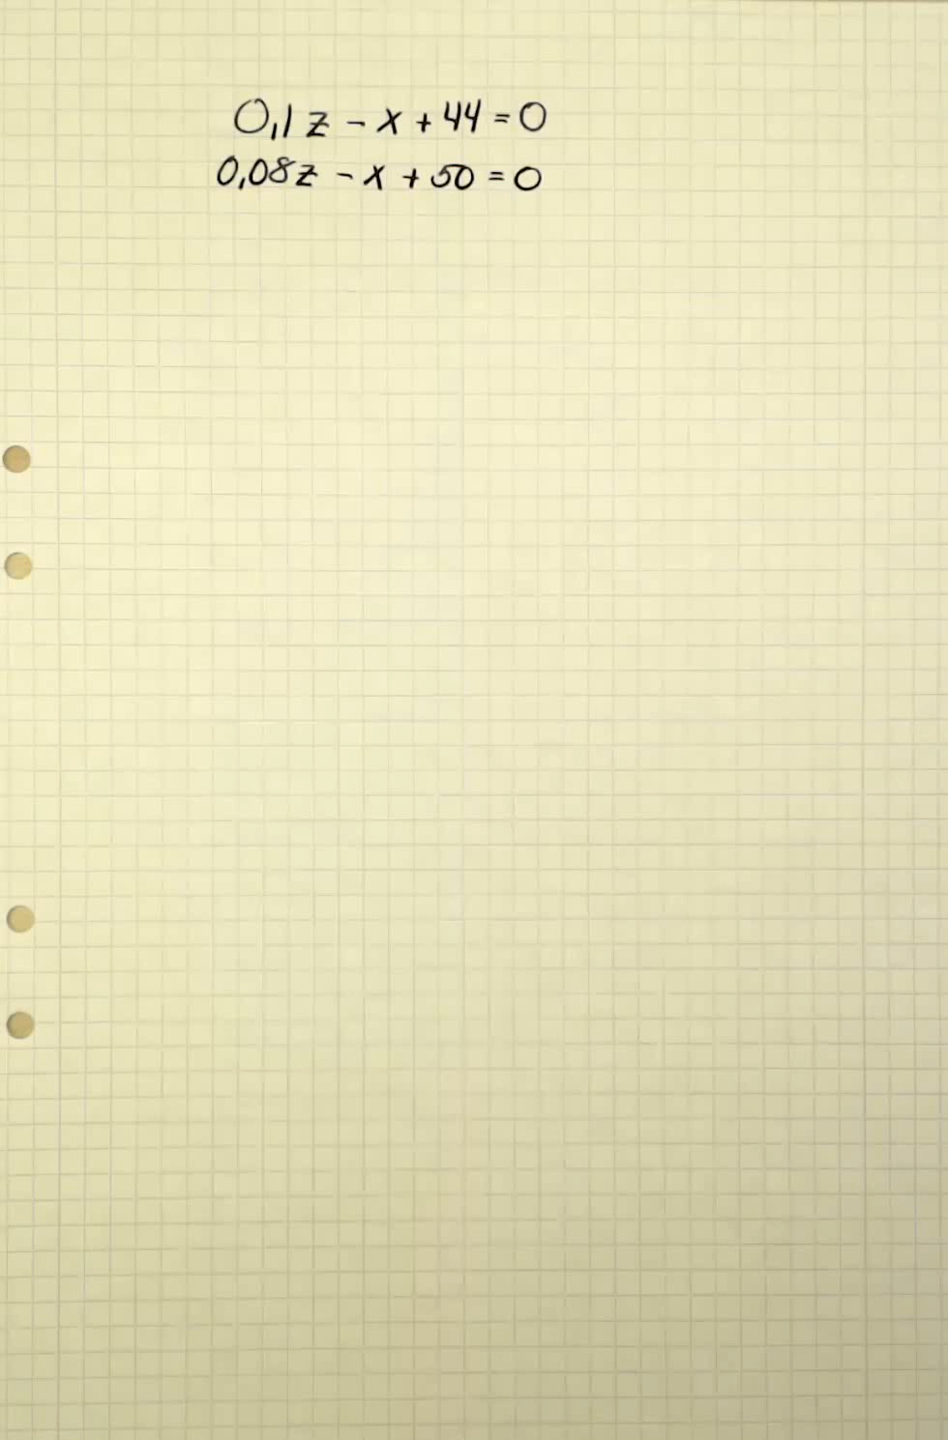 0,1z - x + 44 = 0
0,08z - x + 50 = 0